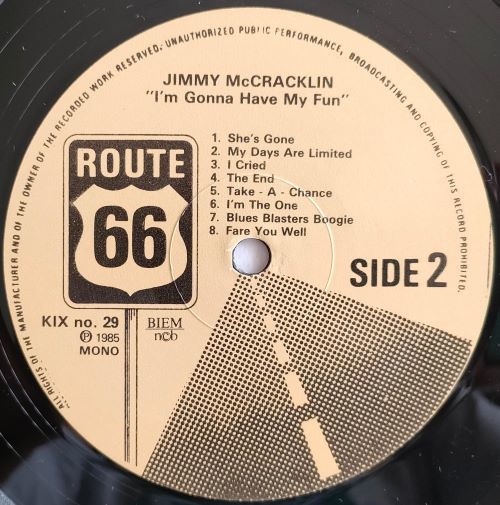 ALL RIGHTS OF THE MANUFACTURER AND OF THE OWNER OF THE RECORDED WORK RESERVED. UNAUTHORIZED PUBLIC PERFORMANCE, BROADCASTING AND COPYING OF THIS RECORD PROHIBITED.
JIMMY McCRACKLIN
"I'm Gonna Have My Fun"
1. She's Gone
2. My Days Are Limited
3. I Cried
4. The End
5. Take - A - Chance
6. I'm The One
7. Blues Blasters Boogie
8. Fare You Well
ROUTE
66
SIDE 2
KIX no. 29
℗ 1985
MONO
BIEM
ncb